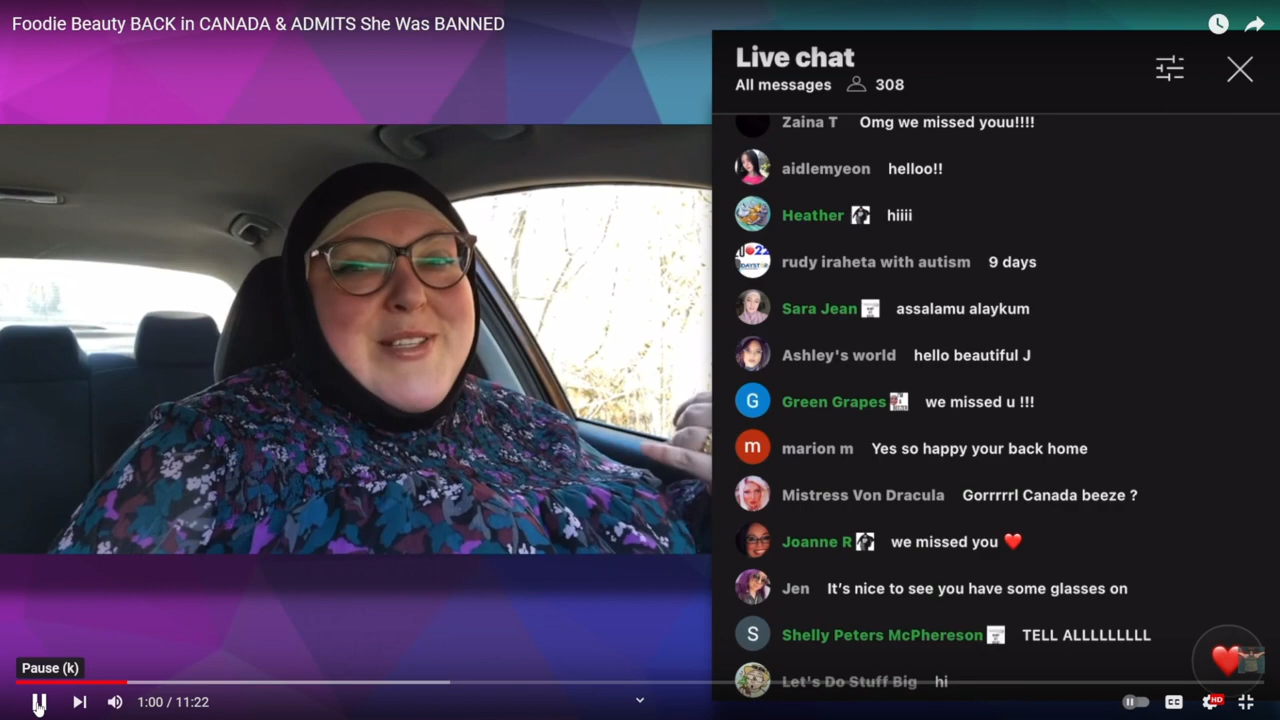 Foodie Beauty BACK in CANADA & ADMITS She Was BANNED
Live chat
All messages 308
Zaina T Omg we missed youu!!!!
aidlemyeon helloo!!
Heather hiiii
rudy iraheta with autism 9 days
Sara Jean assalamu alaykum
Ashley's world hello beautiful J
G Green Grapes we missed u !!!
m marion m Yes so happy your back home
Mistress Von Dracula Gorrrrrl Canada beeze ?
Joanne R we missed you ❤️
Jen It's nice to see you have some glasses on
S Shelly Peters McPhereson TELL ALLLLLLLLL
Let's Do Stuff Big hi
Pause (k)
1:00 / 11:22
CC
HD